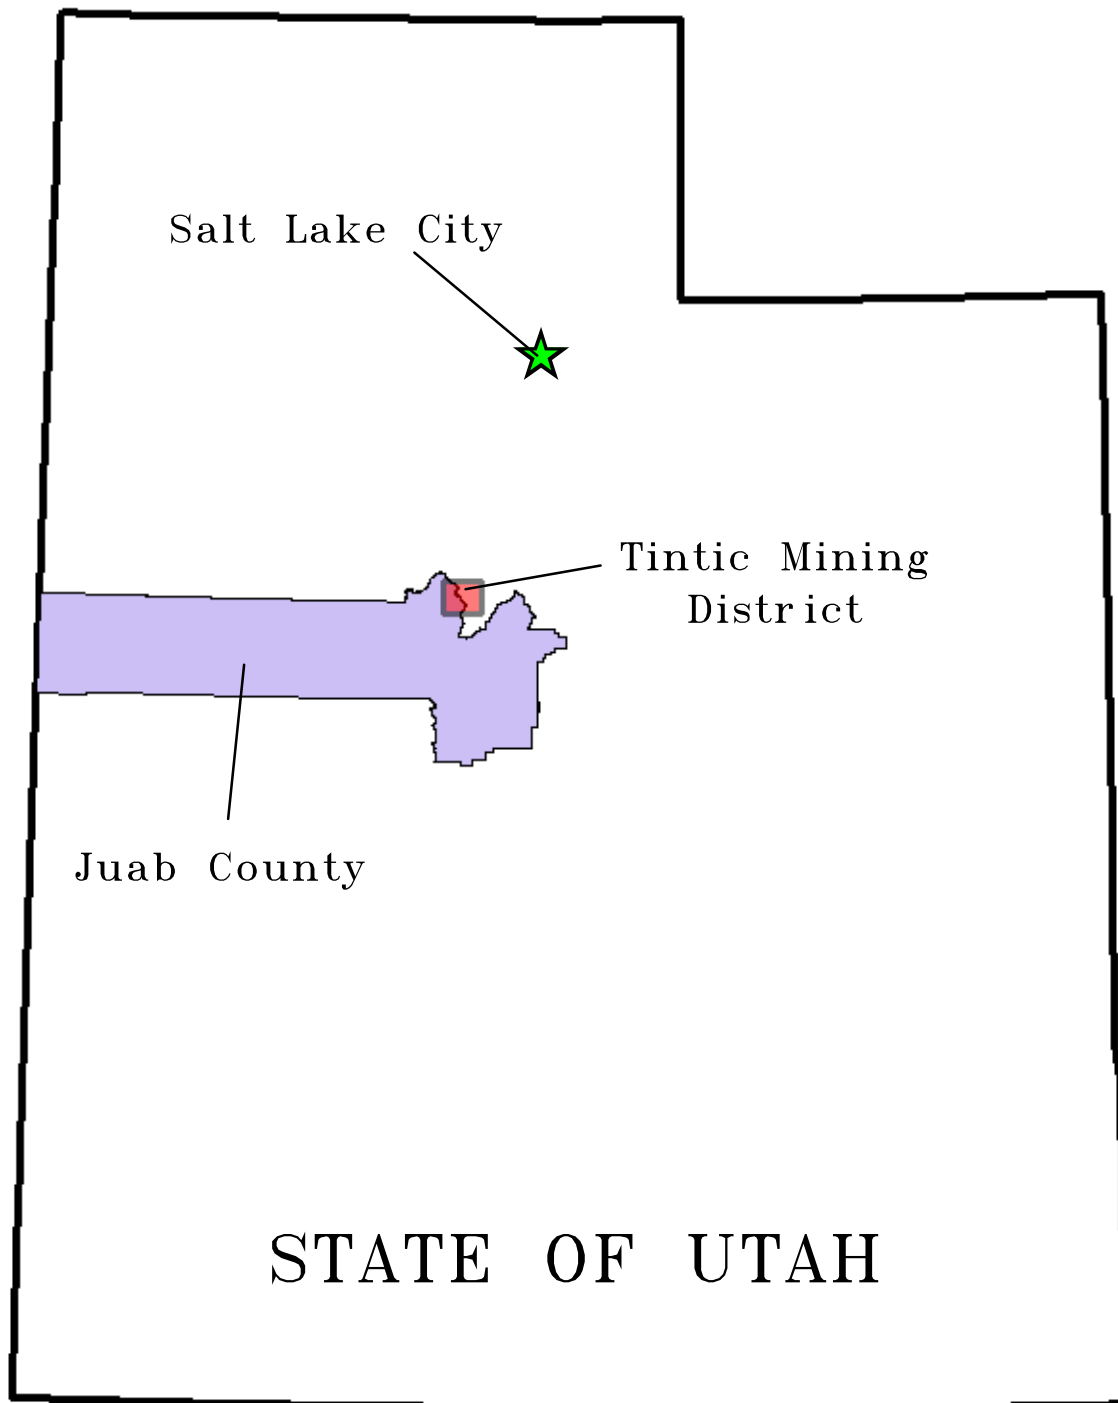 Salt Lake City
Tintic Mining
District
Juab County
STATE OF UTAH